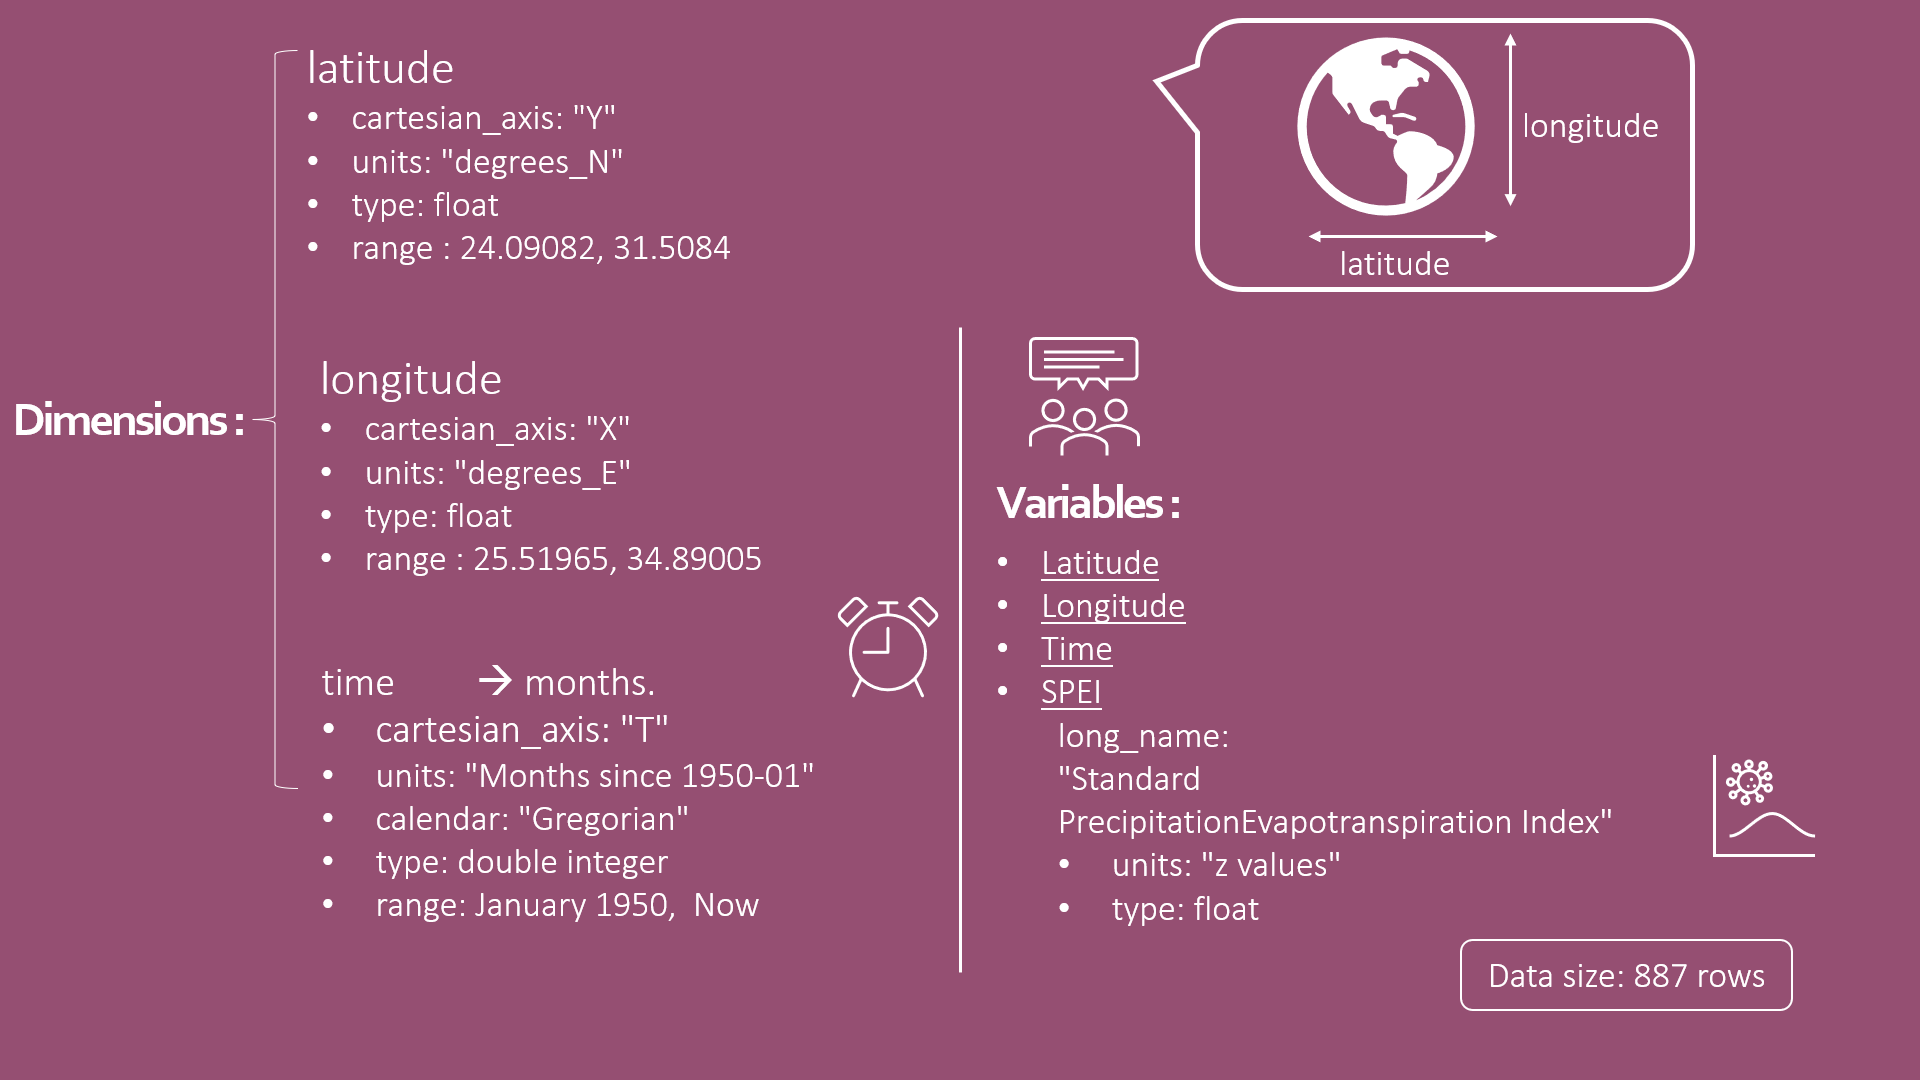 Dimensions :
latitude
• cartesian_axis: "Y"
• units: "degrees_N"
• type: float
• range : 24.09082, 31.5084
longitude
• cartesian_axis: "X"
• units: "degrees_E"
• type: float
• range : 25.51965, 34.89005
time → months.
• cartesian_axis: "T"
• units: "Months since 1950-01"
• calendar: "Gregorian"
• type: double integer
• range: January 1950,  Now
longitude
latitude
Variables :
• Latitude
• Longitude
• Time
• SPEI
long_name:
"Standard
PrecipitationEvapotranspiration Index"
• units: "z values"
• type: float
Data size: 887 rows